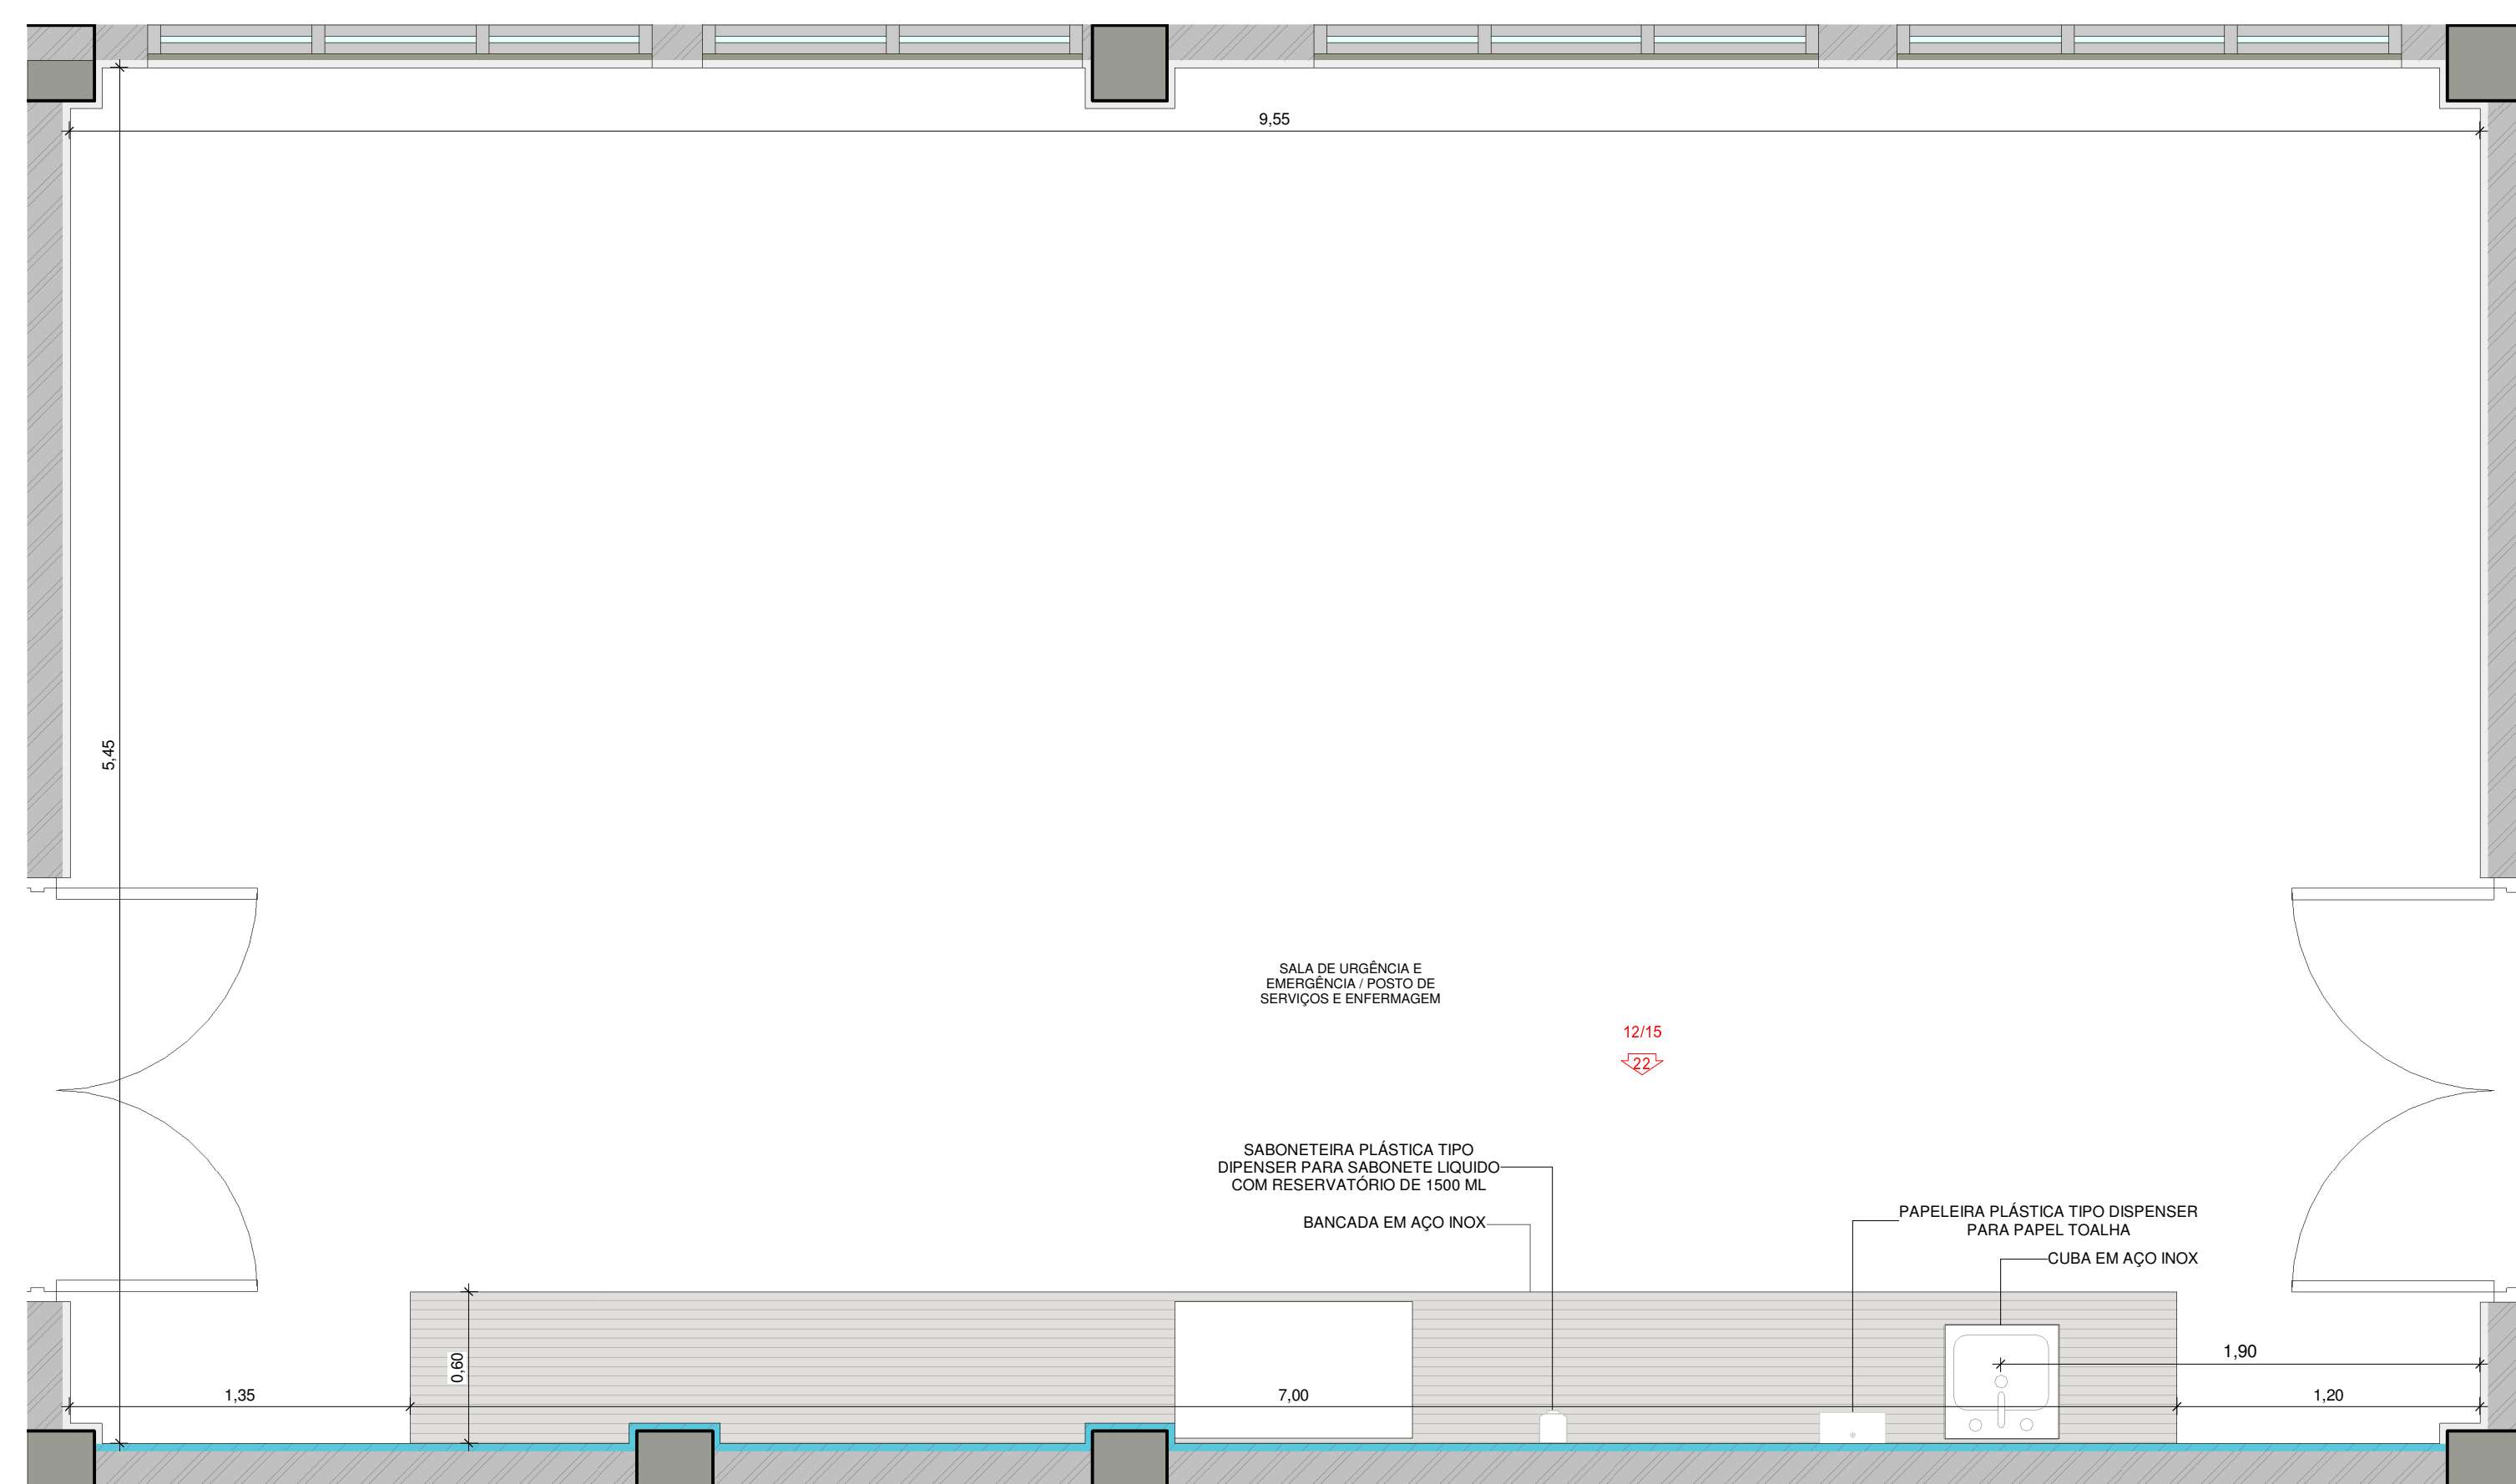 9,55
5,45
SALA DE URGÊNCIA E
EMERGÊNCIA / POSTO DE
SERVIÇOS E ENFERMAGEM
12/15
22
SABONETEIRA PLÁSTICA TIPO
DIPENSER PARA SABONETE LIQUIDO
COM RESERVATÓRIO DE 1500 ML
BANCADA EM AÇO INOX
PAPELEIRA PLÁSTICA TIPO DISPENSER
PARA PAPEL TOALHA
CUBA EM AÇO INOX
0,60
1,90
1,35
7,00
1,20